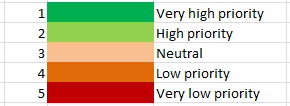 1 Very high priority
2 High priority
3 Neutral
4 Low priority
5 Very low priority